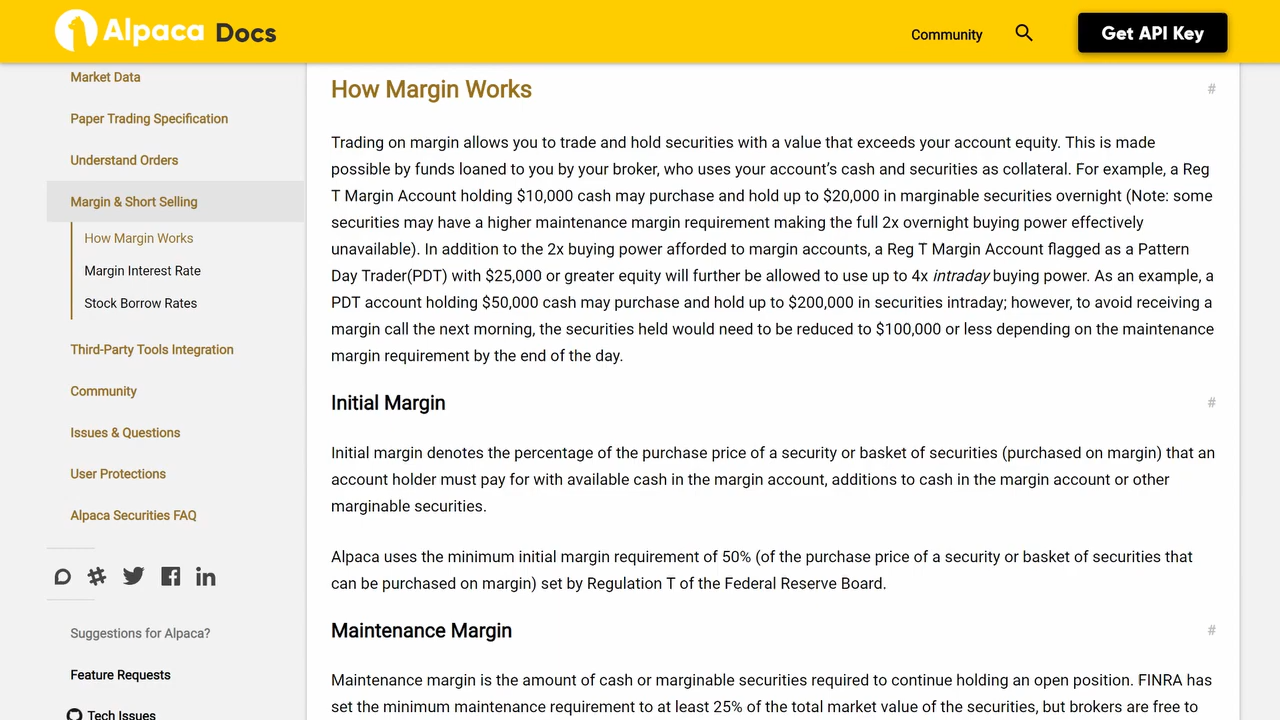 Alpaca Docs
Community
Get API Key
Market Data
Paper Trading Specification
Understand Orders
Margin & Short Selling
How Margin Works
Margin Interest Rate
Stock Borrow Rates
Third-Party Tools Integration
Community
Issues & Questions
User Protections
Alpaca Securities FAQ
Suggestions for Alpaca?
Feature Requests
Tech Issues
How Margin Works #
Trading on margin allows you to trade and hold securities with a value that exceeds your account equity. This is made
possible by funds loaned to you by your broker, who uses your account’s cash and securities as collateral. For example, a Reg
T Margin Account holding $10,000 cash may purchase and hold up to $20,000 in marginable securities overnight (Note: some
securities may have a higher maintenance margin requirement making the full 2x overnight buying power effectively
unavailable). In addition to the 2x buying power afforded to margin accounts, a Reg T Margin Account flagged as a Pattern
Day Trader(PDT) with $25,000 or greater equity will further be allowed to use up to 4x intraday buying power. As an example, a
PDT account holding $50,000 cash may purchase and hold up to $200,000 in securities intraday; however, to avoid receiving a
margin call the next morning, the securities held would need to be reduced to $100,000 or less depending on the maintenance
margin requirement by the end of the day.
Initial Margin #
Initial margin denotes the percentage of the purchase price of a security or basket of securities (purchased on margin) that an
account holder must pay for with available cash in the margin account, additions to cash in the margin account or other
marginable securities.
Alpaca uses the minimum initial margin requirement of 50% (of the purchase price of a security or basket of securities that
can be purchased on margin) set by Regulation T of the Federal Reserve Board.
Maintenance Margin #
Maintenance margin is the amount of cash or marginable securities required to continue holding an open position. FINRA has
set the minimum maintenance requirement to at least 25% of the total market value of the securities, but brokers are free to